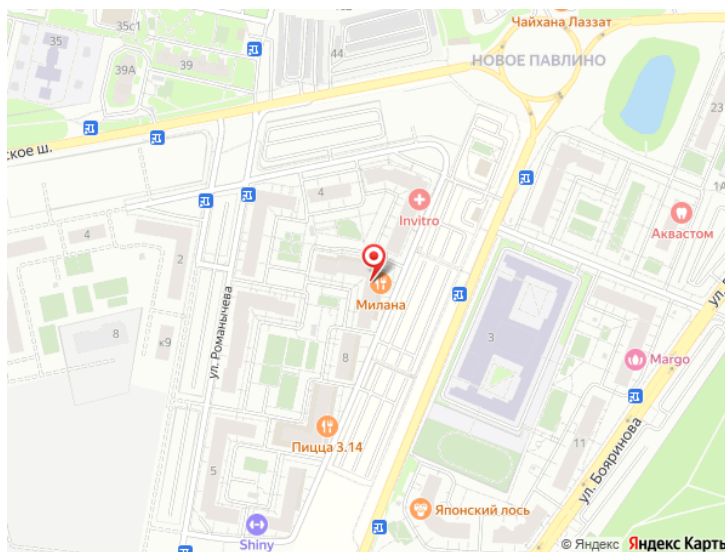 Чайхана Лаззат
35с1
35
44
39
39А
НОВОЕ ПАВЛИНО
23
ское ш.
1А
4
Invitro
Аквастом
4
2
Милана
3
ул. Романычева
8
к9
8
Margo
Пицца 3.14
ул. Бояринова
11
5
Японский лось
Shiny
© Яндекс Яндекс Карты